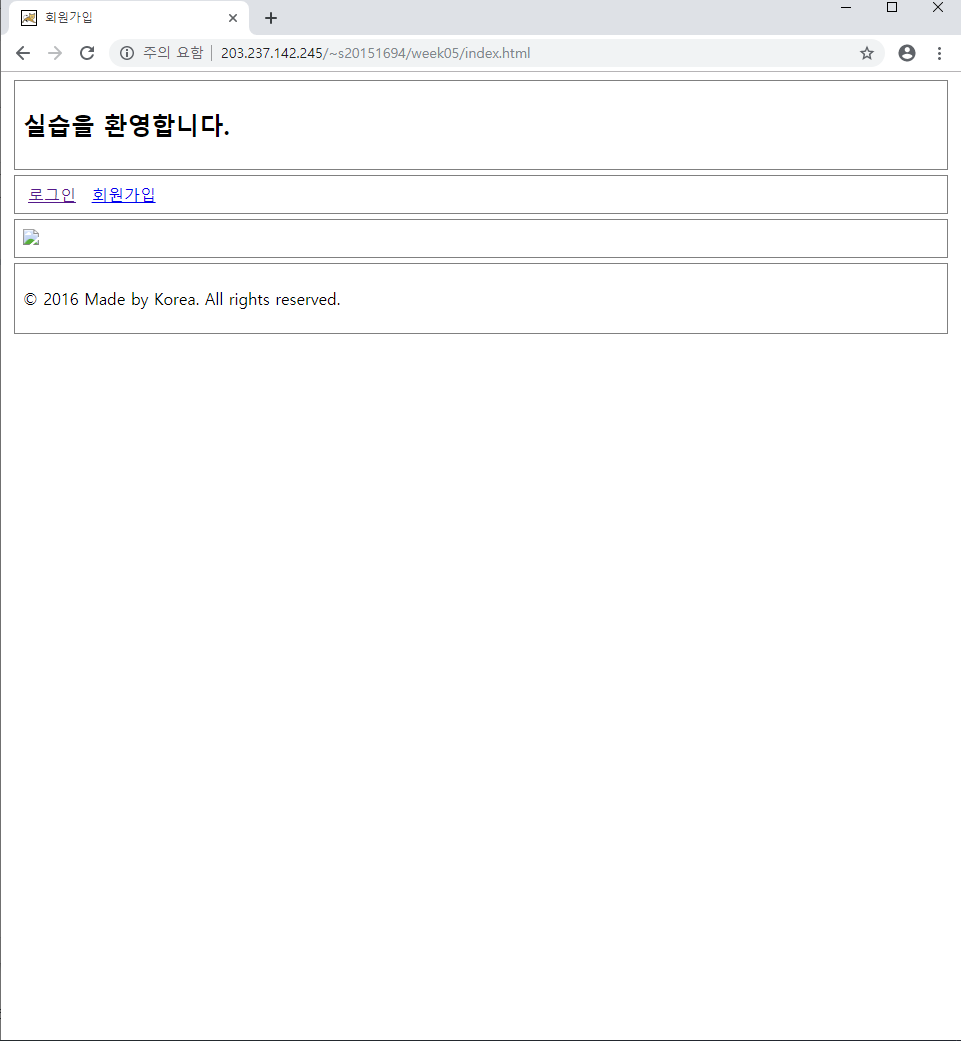 회원가입
주의 요함 | 203.237.142.245/~s20151694/week05/index.html
실습을 환영합니다.
로그인 회원가입
© 2016 Made by Korea. All rights reserved.